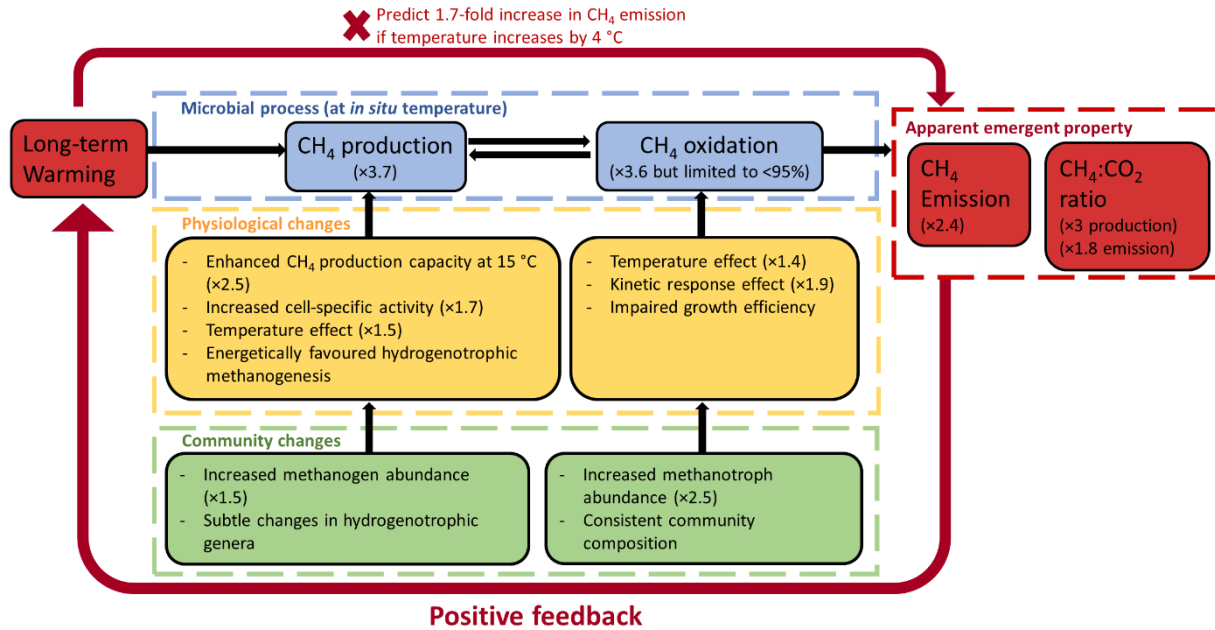 Predict 1.7-fold increase in CH₄ emission
if temperature increases by 4 °C
Microbial process (at in situ temperature)
Long-term
Warming
CH₄ production
(×3.7)
CH₄ oxidation
(×3.6 but limited to <95%)
Apparent emergent property
CH₄
Emission
(×2.4)
CH₄:CO₂
ratio
(×3 production)
(×1.8 emission)
Physiological changes
- Enhanced CH₄ production capacity at 15 °C
(×2.5)
- Increased cell-specific activity (×1.7)
- Temperature effect (×1.5)
- Energetically favoured hydrogenotrophic
methanogenesis
- Temperature effect (×1.4)
- Kinetic response effect (×1.9)
- Impaired growth efficiency
Community changes
- Increased methanogen abundance
(×1.5)
- Subtle changes in hydrogenotrophic
genera
- Increased methanotroph
abundance (×2.5)
- Consistent community
composition
Positive feedback